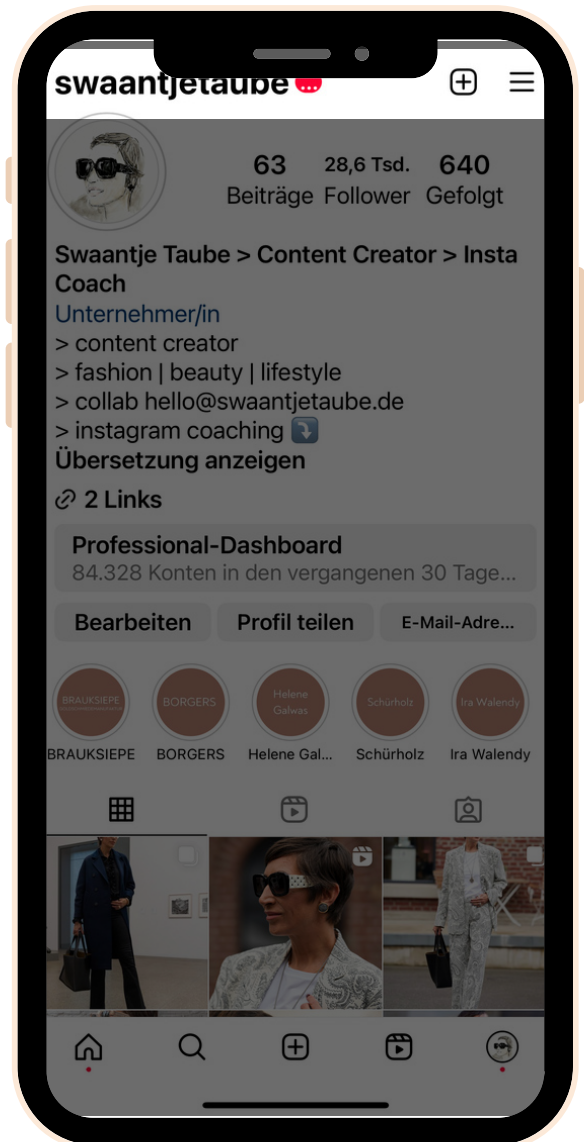 swaantjetaube
63 28,6 Tsd. 640
Beiträge Follower Gefolgt
Swaantje Taube > Content Creator > Insta
Coach
Unternehmer/in
> content creator
> fashion | beauty | lifestyle
> collab hello@swaantjetaube.de
> instagram coaching ⤵️
Übersetzung anzeigen
2 Links
Professional-Dashboard
84.328 Konten in den vergangenen 30 Tage...
Bearbeiten Profil teilen E-Mail-Adre...
BRAUKSIEPE BORGERS Helene Galwas Schürholz Ira Walendy
BRAUKSIEPE BORGERS Helene Gal... Schürholz Ira Walendy